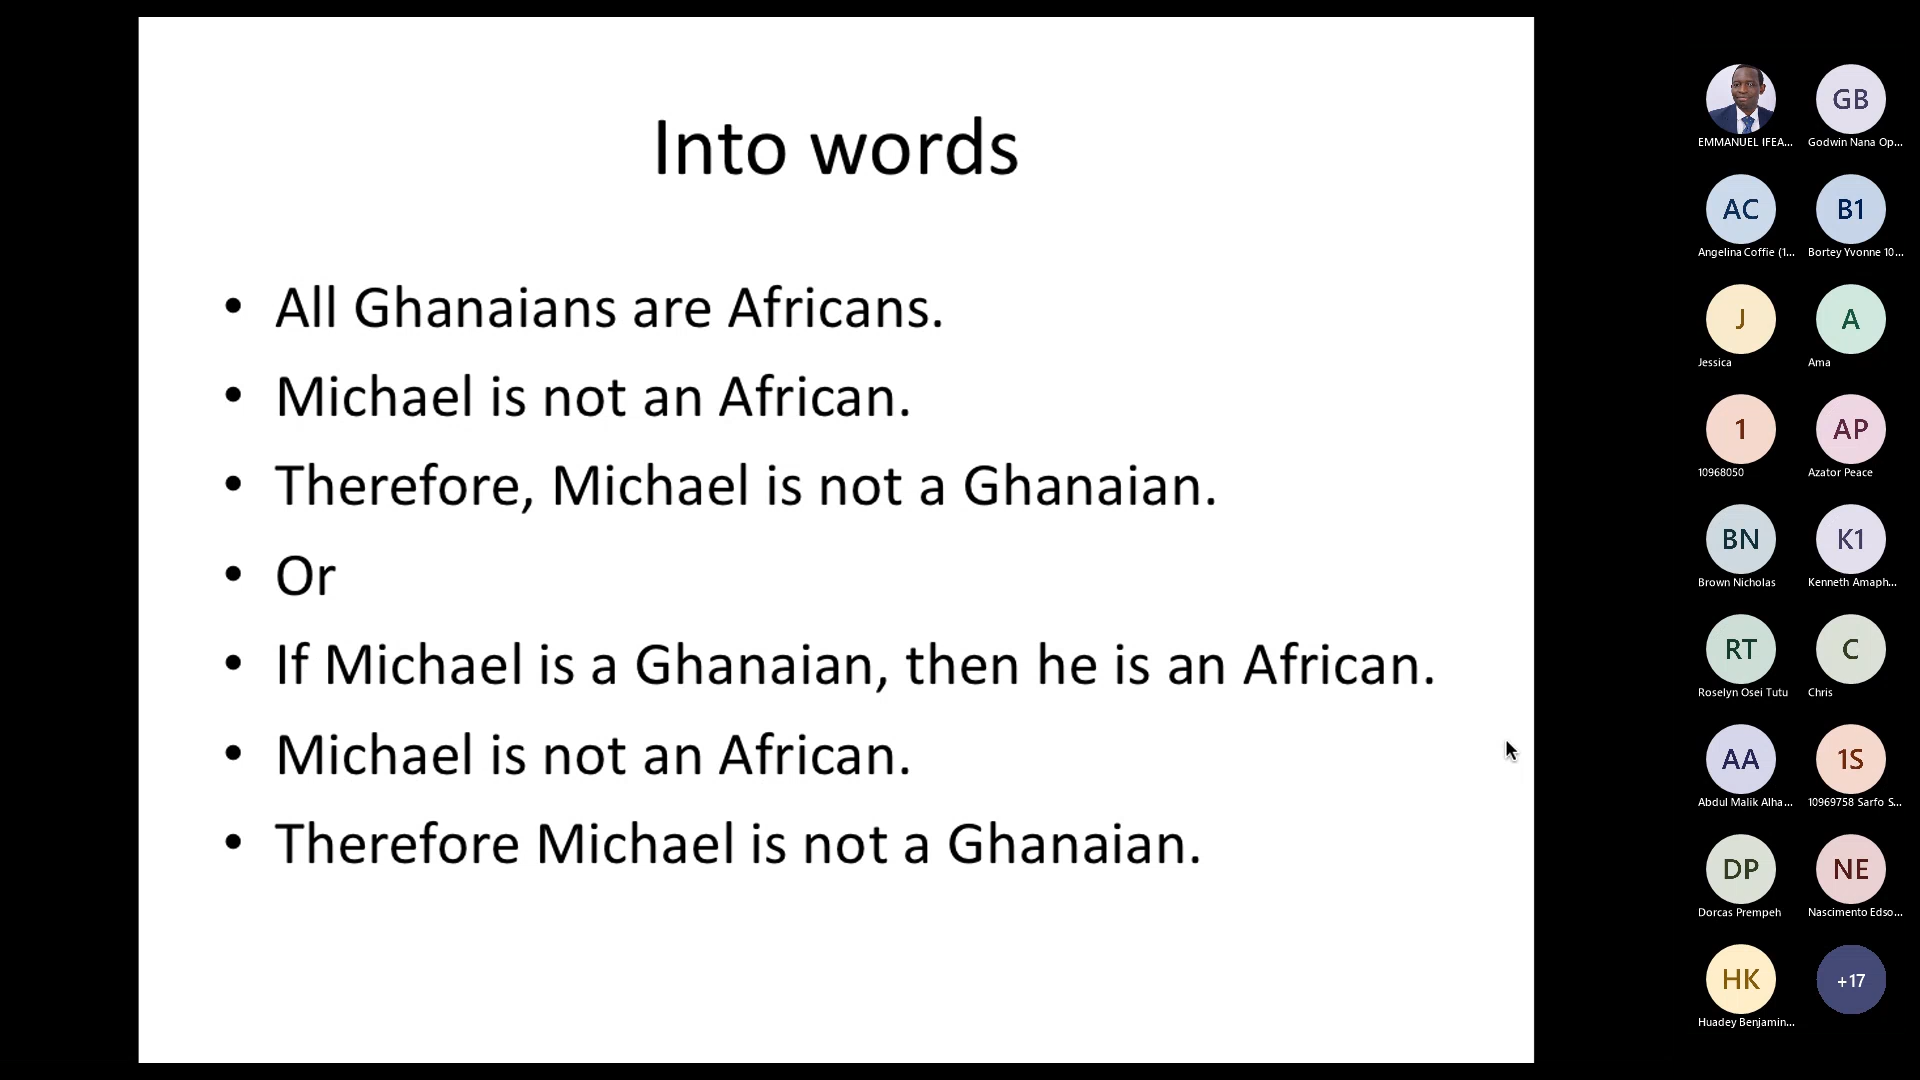 Into words
• All Ghanaians are Africans.
• Michael is not an African.
• Therefore, Michael is not a Ghanaian.
• Or
• If Michael is a Ghanaian, then he is an African.
• Michael is not an African.
• Therefore Michael is not a Ghanaian.
EMMANUEL IFEA...
GB
Godwin Nana Op...
AC
Angelina Coffie (1...
B1
Bortey Yvonne 10...
J
Jessica
A
Ama
1
10968050
AP
Azator Peace
BN
Brown Nicholas
K1
Kenneth Amaph...
RT
Roselyn Osei Tutu
C
Chris
AA
Abdul Malik Alha...
1S
10969758 Sarfo S...
DP
Dorcas Prempeh
NE
Nascimento Edso...
HK
Huadey Benjamin...
+17